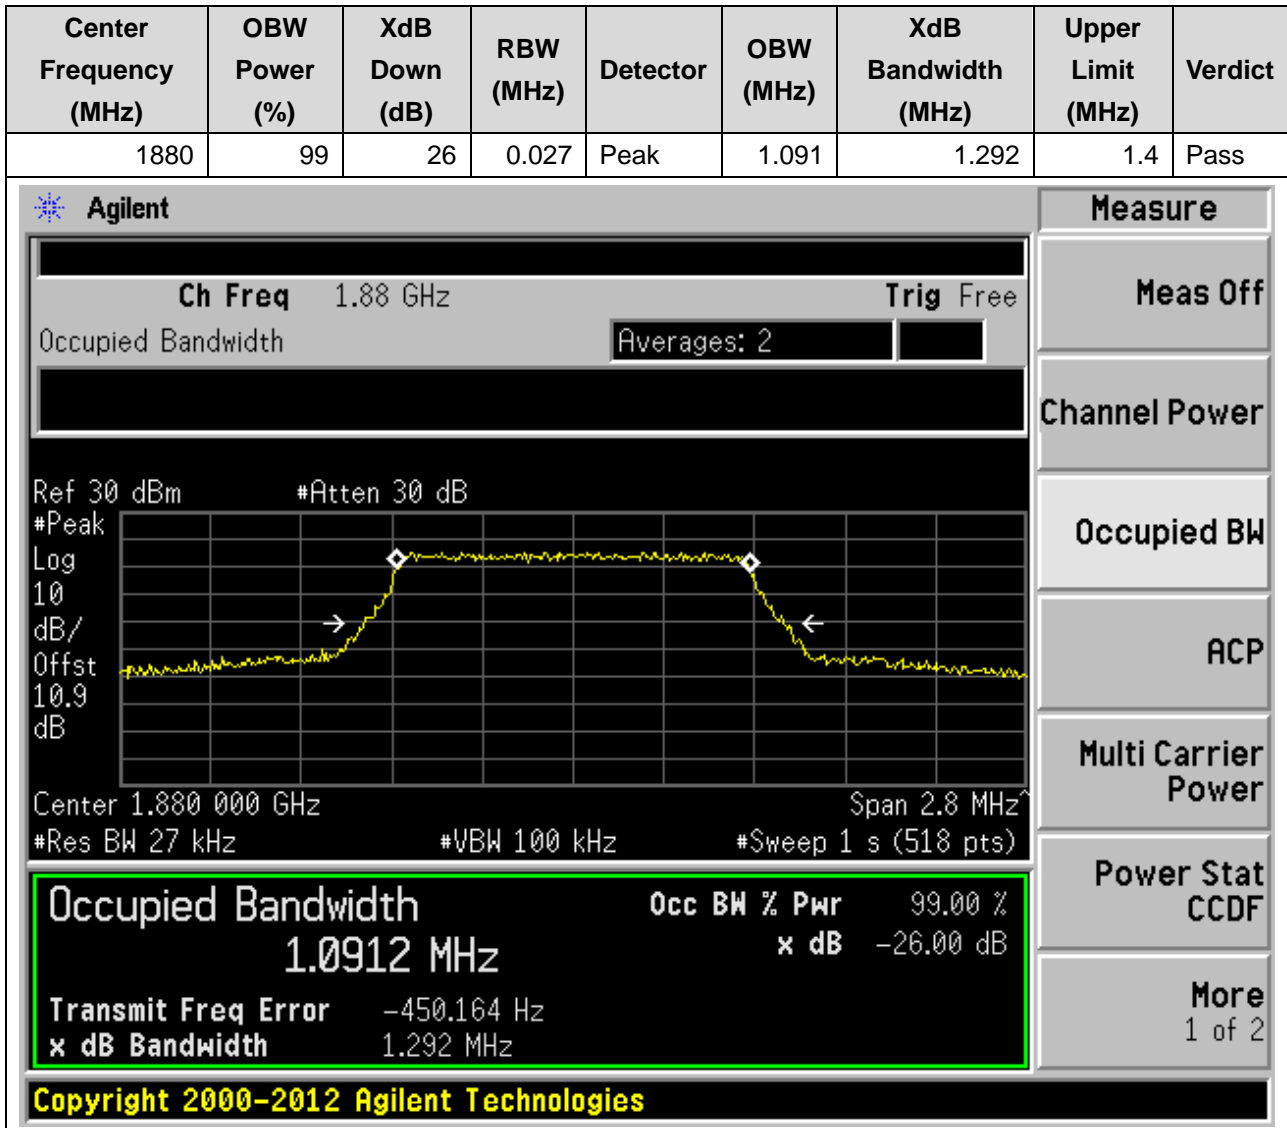 Center Frequency (MHz) OBW Power (%) XdB Down (dB) RBW (MHz) Detector OBW (MHz) XdB Bandwidth (MHz) Upper Limit (MHz) Verdict
1880 99 26 0.027 Peak 1.091 1.292 1.4 Pass
Agilent
Measure
Ch Freq 1.88 GHz Trig Free
Meas Off
Occupied Bandwidth Averages: 2
Channel Power
Ref 30 dBm #Atten 30 dB
#Peak
Log
10
dB/
Offst
10.9
dB
Occupied BW
ACP
Multi Carrier
Power
Center 1.880 000 GHz Span 2.8 MHz^
#Res BW 27 kHz #VBW 100 kHz #Sweep 1 s (518 pts)
Power Stat
CCDF
Occupied Bandwidth Occ BW % Pwr 99.00 %
1.0912 MHz x dB -26.00 dB
Transmit Freq Error -450.164 Hz
x dB Bandwidth 1.292 MHz
More
1 of 2
Copyright 2000-2012 Agilent Technologies